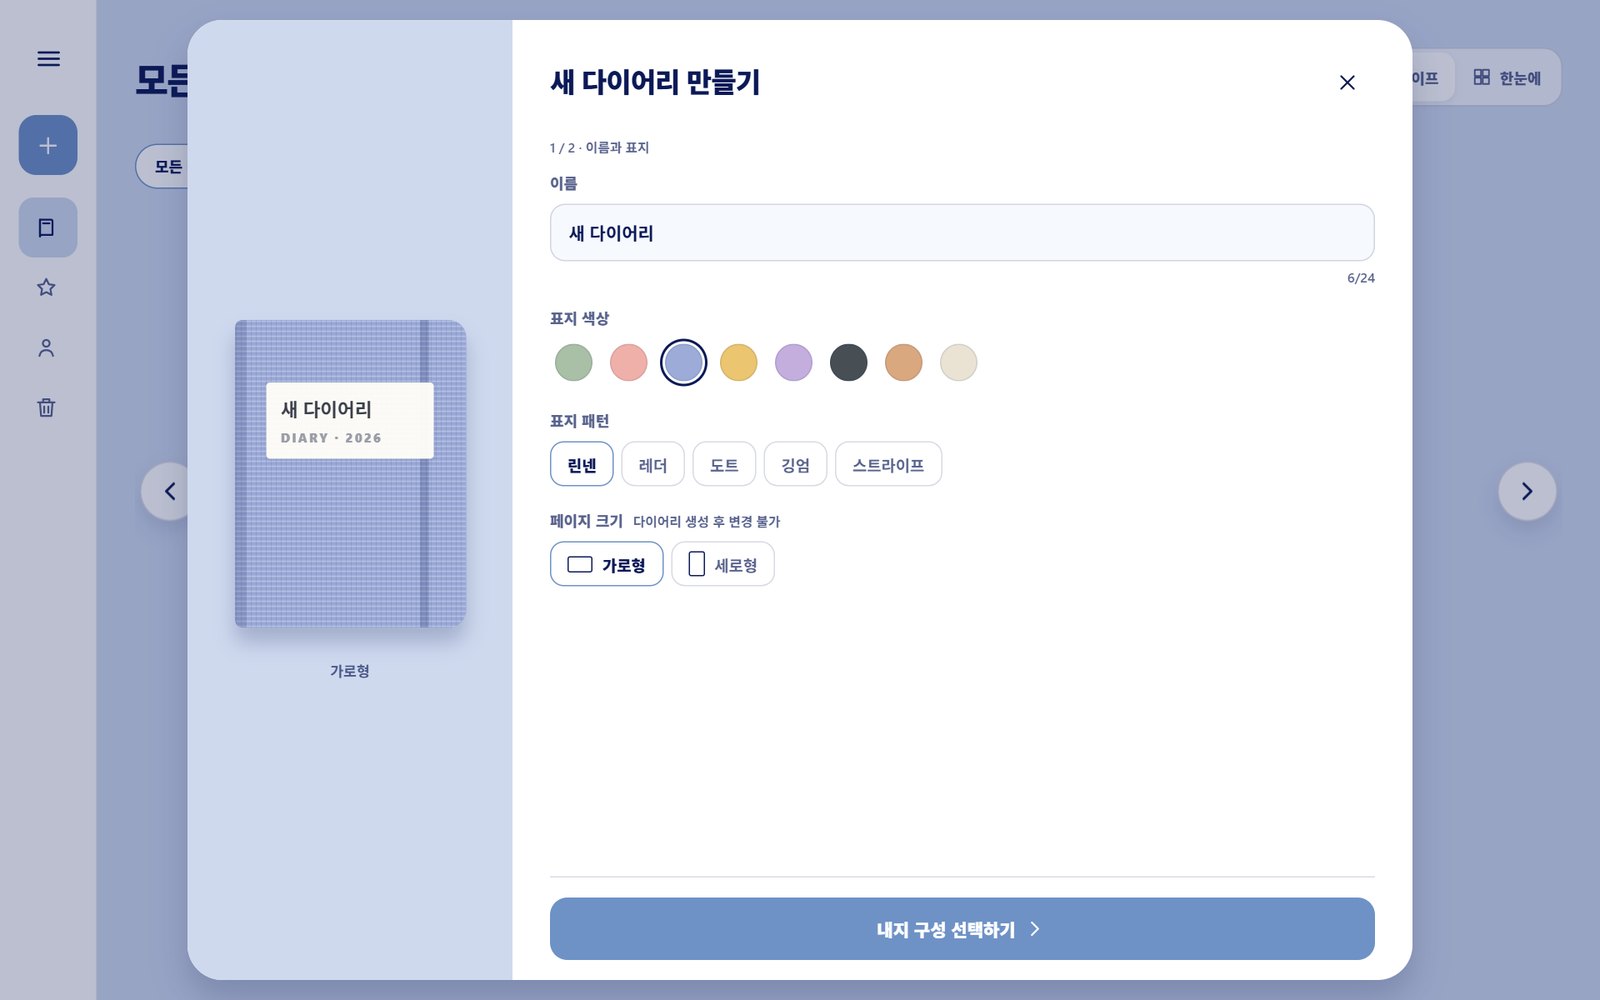 모든
모든
이프
한눈에
새 다이어리
DIARY · 2026
가로형
새 다이어리 만들기
1 / 2 · 이름과 표지
이름
새 다이어리
6/24
표지 색상
표지 패턴
린넨
레더
도트
깅엄
스트라이프
페이지 크기 다이어리 생성 후 변경 불가
가로형
세로형
내지 구성 선택하기